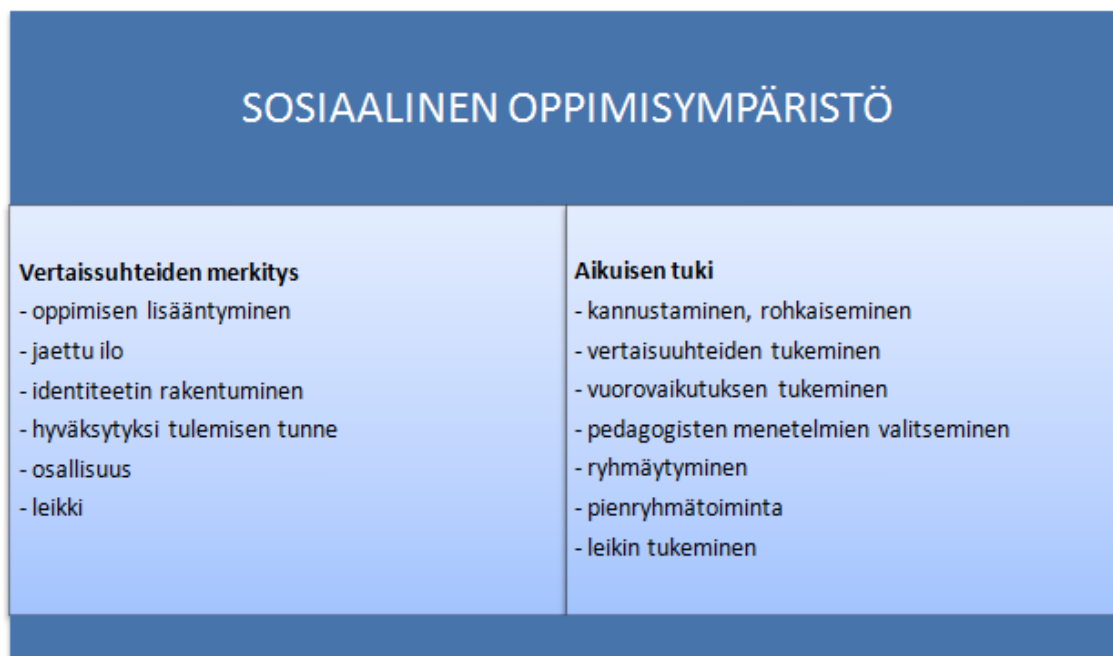 SOSIAALINEN OPPIMISYMPÄRISTÖ
Vertaissuhteiden merkitys
- oppimisen lisääntyminen
- jaettu ilo
- identiteetin rakentuminen
- hyväksytyksi tulemisen tunne
- osallisuus
- leikki
Aikuisen tuki
- kannustaminen, rohkaiseminen
- vertaisuuhteiden tukeminen
- vuorovaikutuksen tukeminen
- pedagogisten menetelmien valitseminen
- ryhmäytyminen
- pienryhmätoiminta
- leikin tukeminen